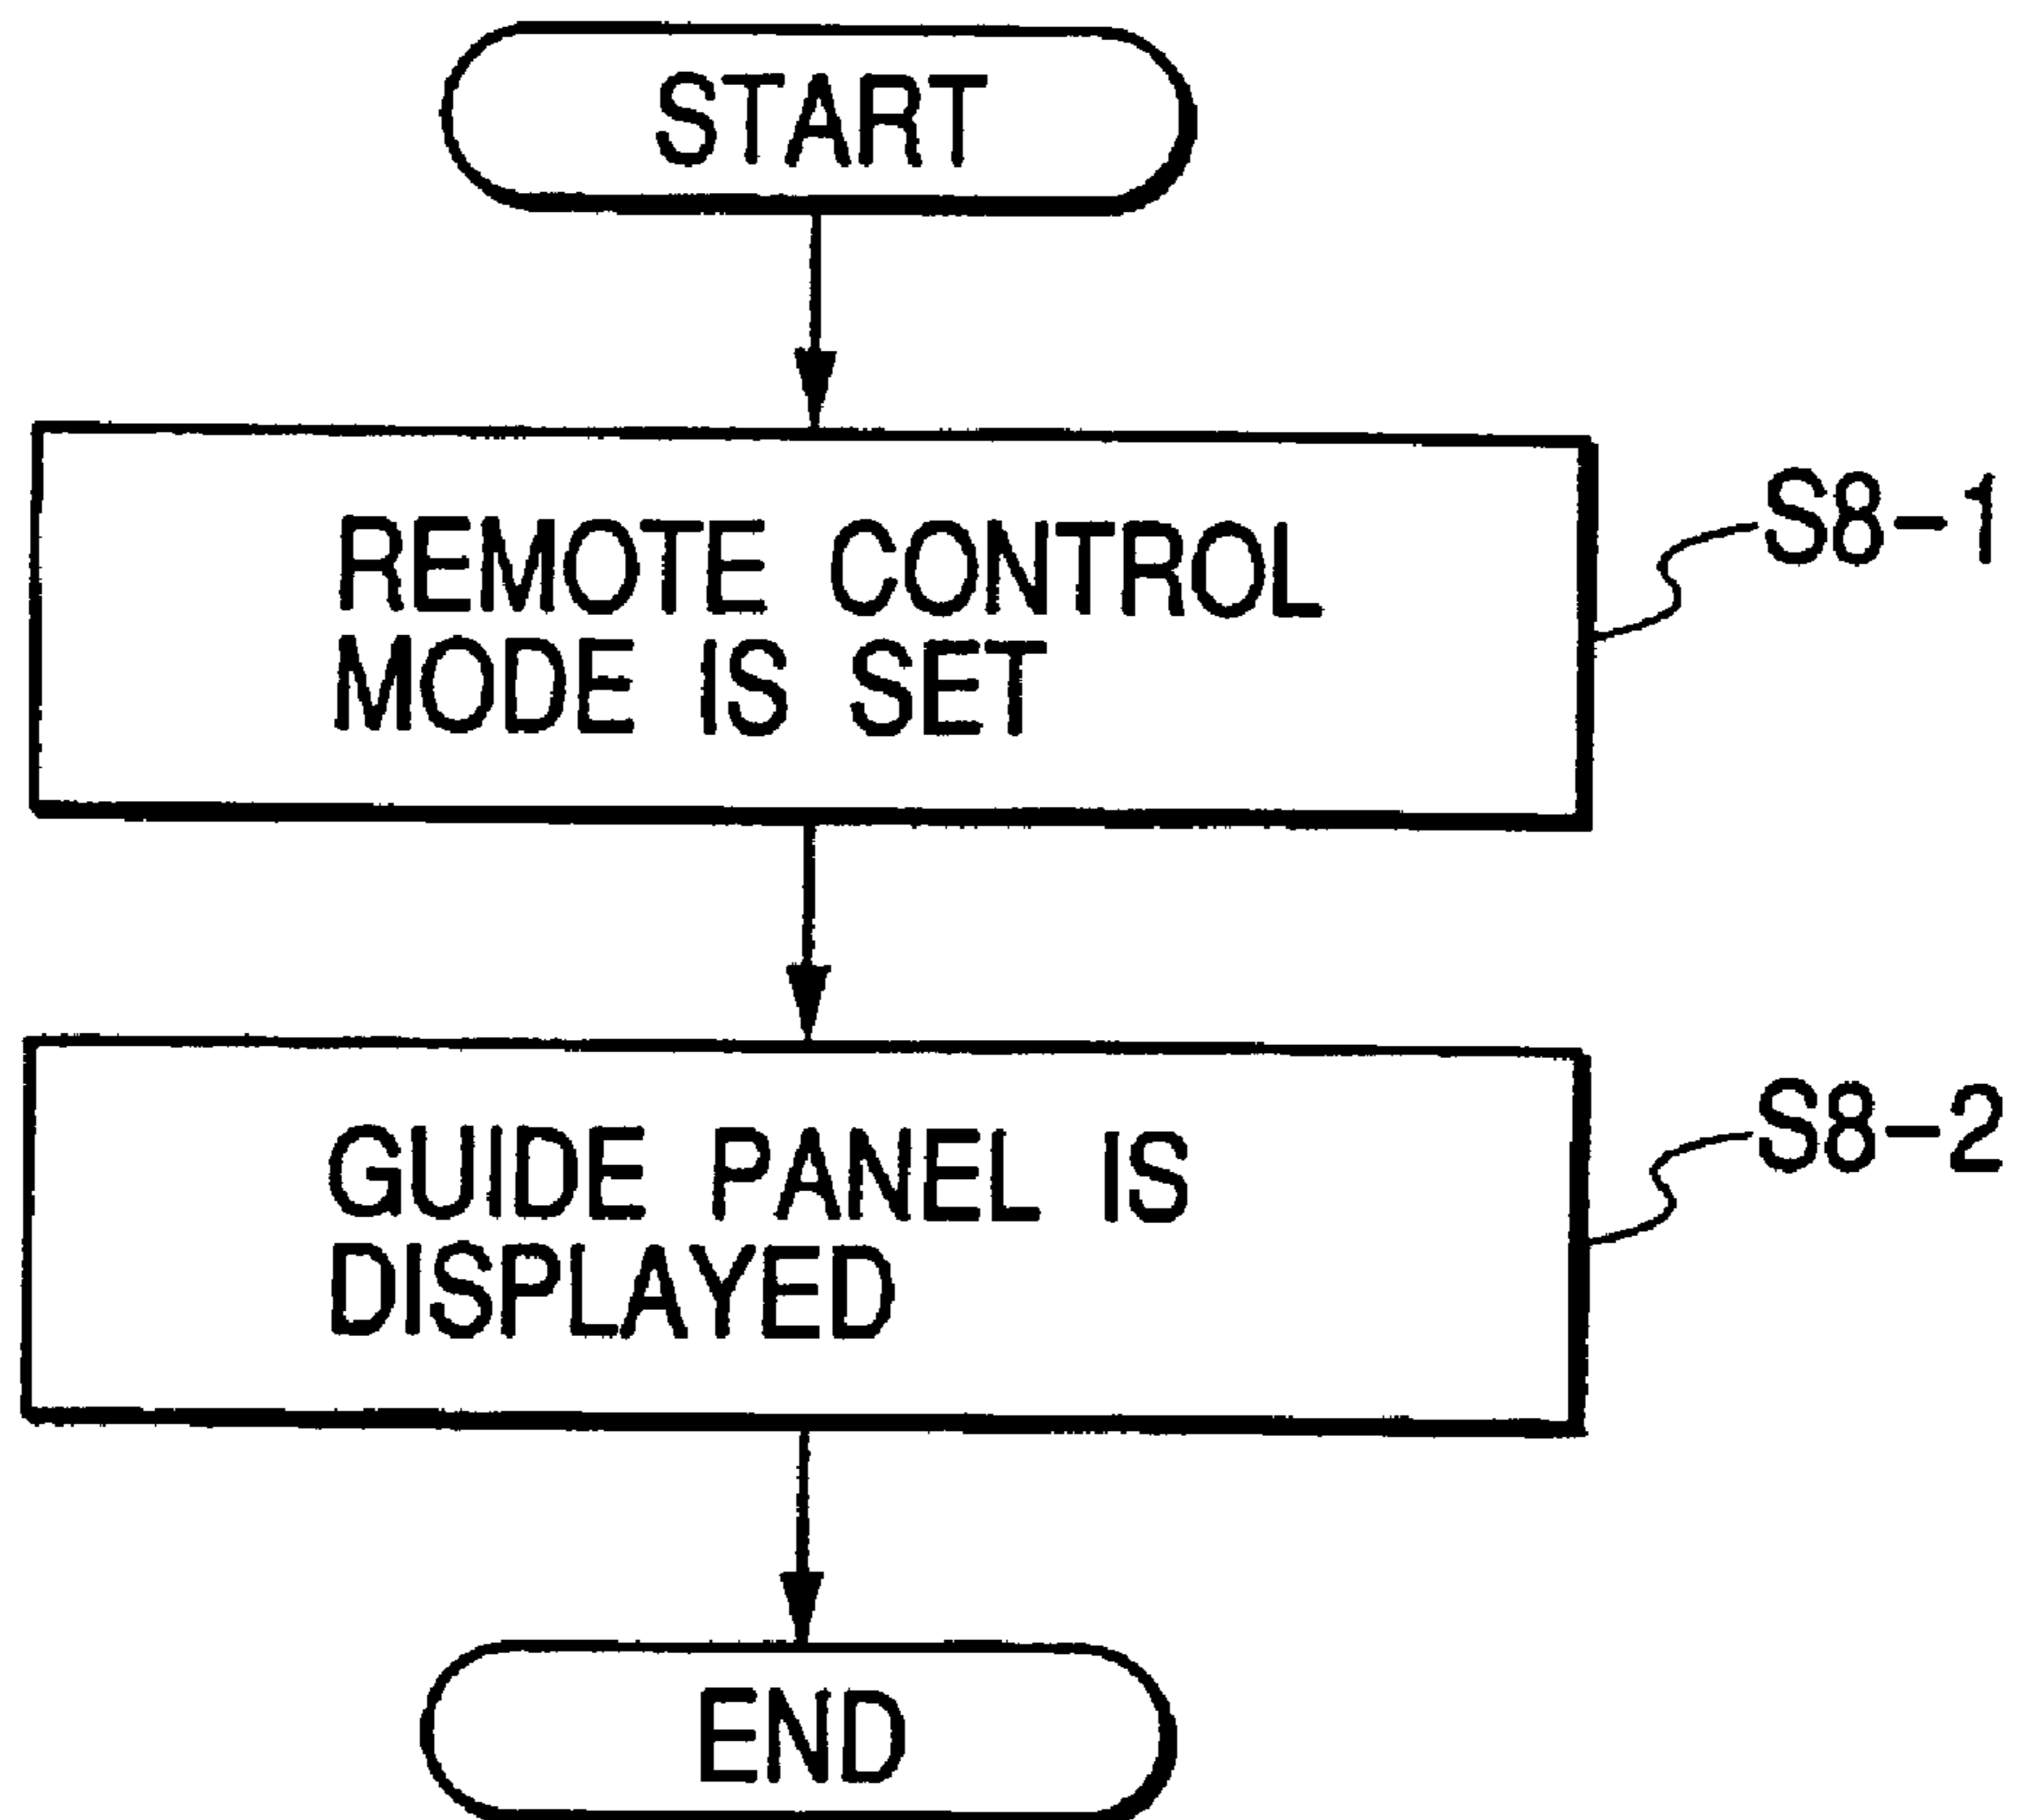 START
REMOTE CONTROL
MODE IS SET
S8-1
GUIDE PANEL IS
DISPLAYED
S8-2
END